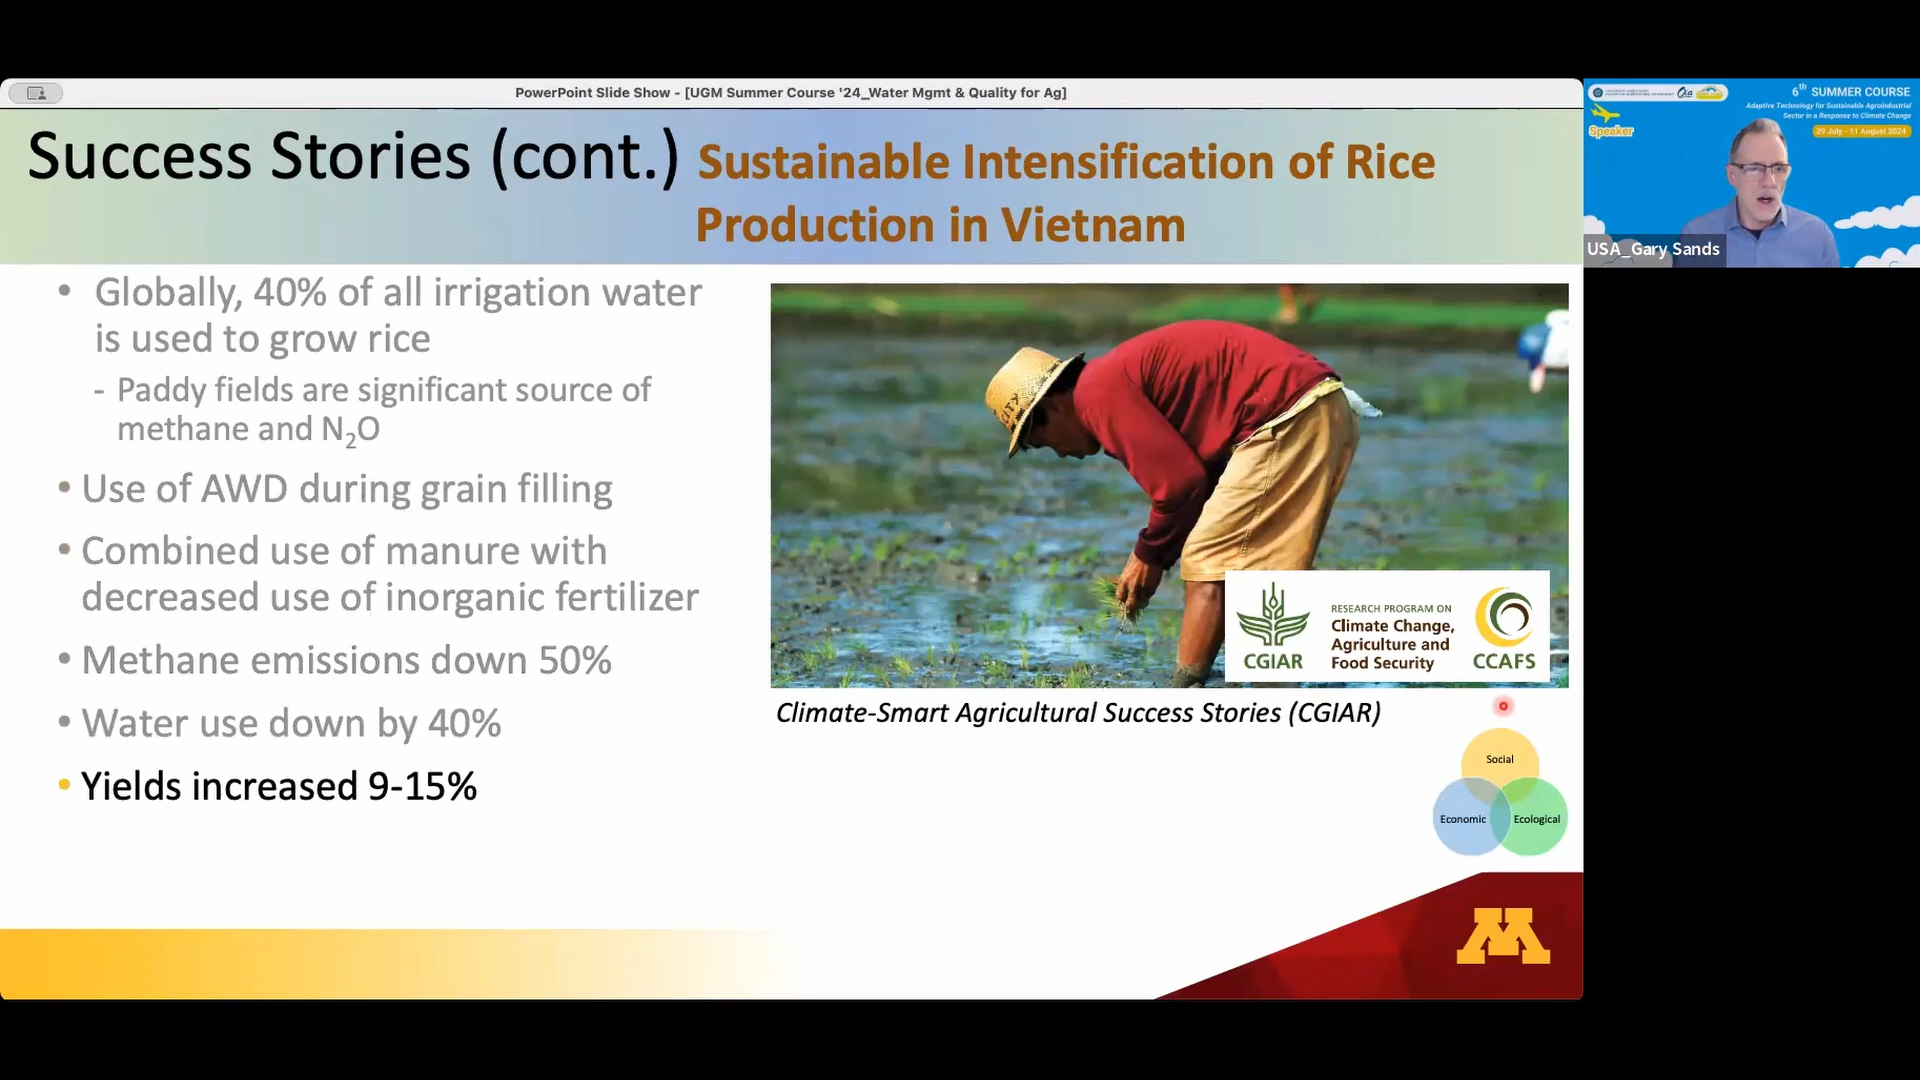 PowerPoint Slide Show - [UGM Summer Course '24_Water Mgmt & Quality for Ag]
Success Stories (cont.) Sustainable Intensification of Rice
Production in Vietnam
• Globally, 40% of all irrigation water
is used to grow rice
- Paddy fields are significant source of
methane and N₂O
• Use of AWD during grain filling
• Combined use of manure with
decreased use of inorganic fertilizer
• Methane emissions down 50%
• Water use down by 40%
• Yields increased 9-15%
CGIAR
RESEARCH PROGRAM ON
Climate Change,
Agriculture and
Food Security
CCAFS
Climate-Smart Agricultural Success Stories (CGIAR)
Social
Economic
Ecological
M
6th SUMMER COURSE
Adaptive Technology for Sustainable Agroindustrial
Sector in a Response to Climate Change
29 July - 11 August 2024
Speaker
USA_Gary Sands